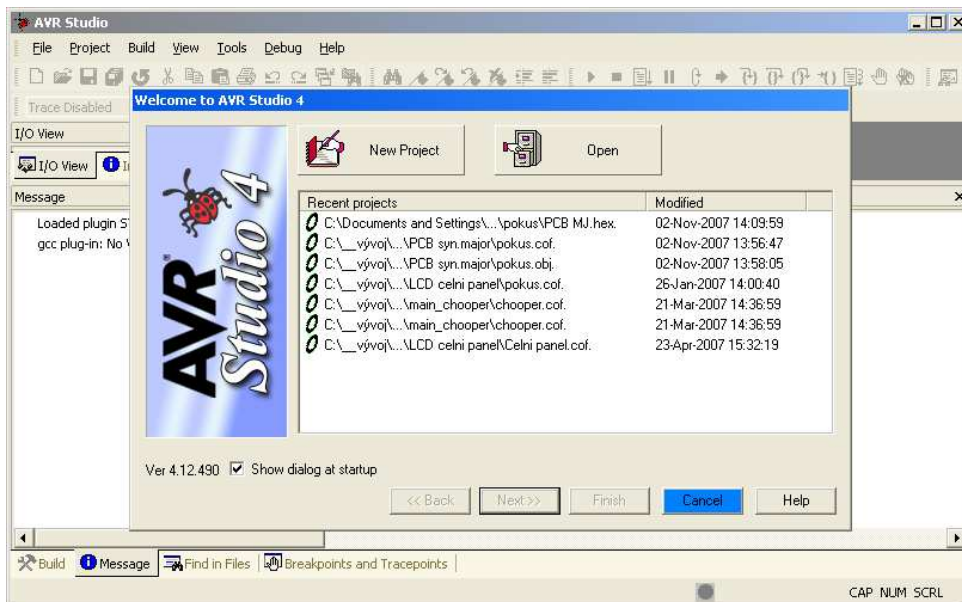 AVR Studio
File Project Build View Tools Debug Help
Trace Disabled
Welcome to AVR Studio 4
I/O View
I/O View
Message
Loaded plugin
gcc plug-in: No
AVR® Studio 4
New Project Open
Recent projects Modified
C:\Documents and Settings\...\pokus\PCB MJ.hex. 02-Nov-2007 14:09:59
C:\__vývoj\...\PCB syn.major\pokus.cof. 02-Nov-2007 13:56:47
C:\__vývoj\...\PCB syn.major\pokus.obj. 02-Nov-2007 13:58:05
C:\__vývoj\...\LCD celni panel\pokus.cof. 26-Jan-2007 14:00:40
C:\__vývoj\...\main_chooper\chooper.cof. 21-Mar-2007 14:36:59
C:\__vývoj\...\main_chooper\chooper.cof. 21-Mar-2007 14:36:59
C:\__vývoj\...\LCD celni panel\Celni panel.cof. 23-Apr-2007 15:32:19
Ver 4.12.490 Show dialog at startup
<< Back Next >> Finish Cancel Help
Build Message Find in Files Breakpoints and Tracepoints
CAP NUM SCRL